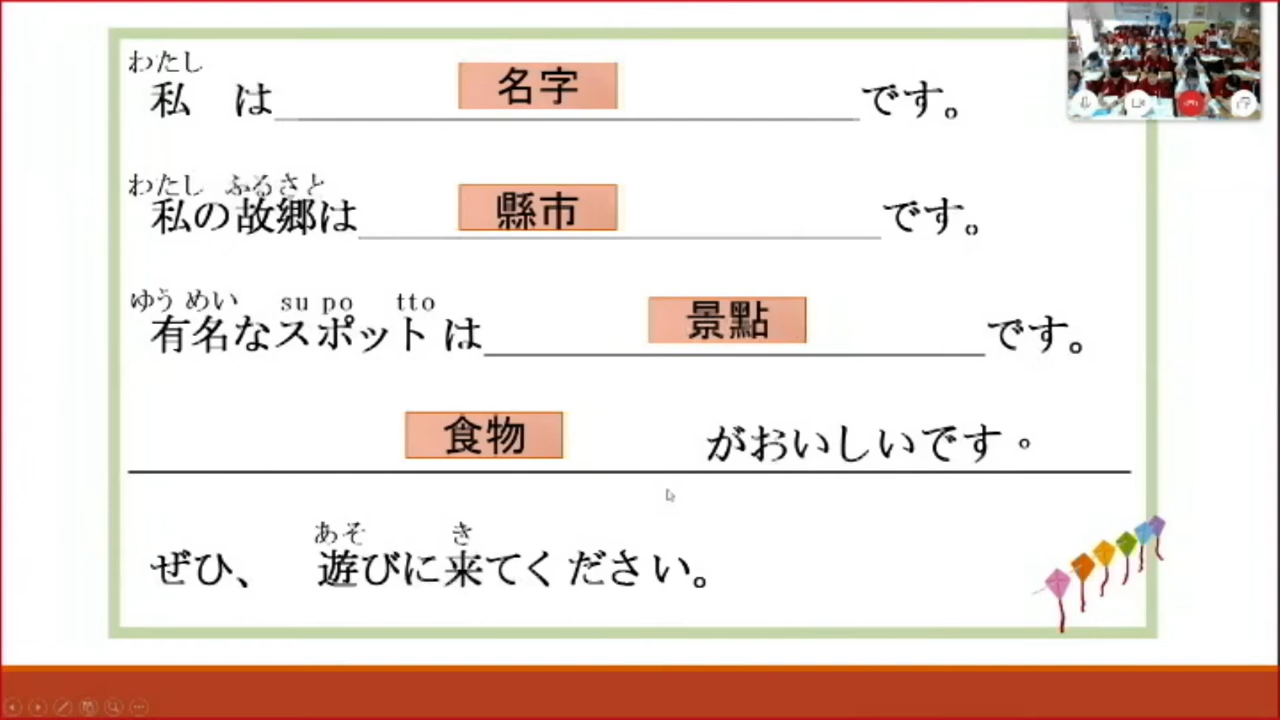 わたし
私 は 名字 です。
わたし ふるさと
私の故郷は 縣市 です。
ゆう めい su po tto
有名なスポット は 景點 です。
食物 がおいしいです。
あそ き
ぜひ、 遊びに来てください。